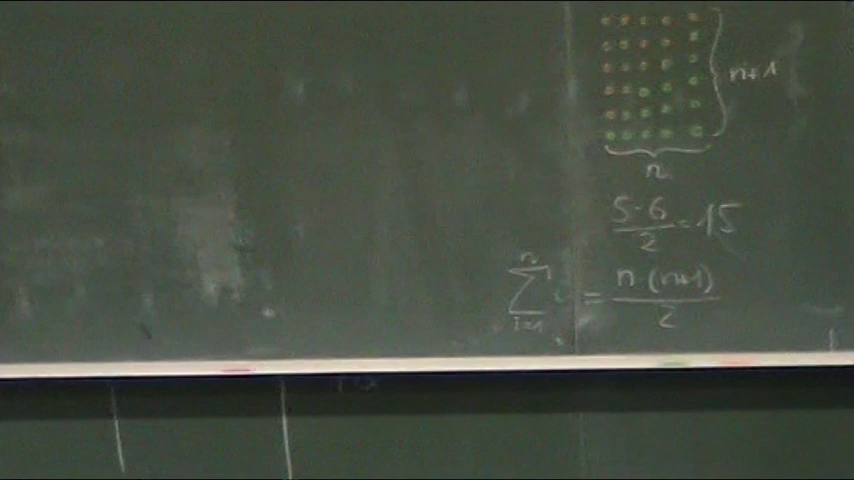 n+1
n
5·6/2 = 15
∑_{i=1}^{n} i = n·(n+1)/2